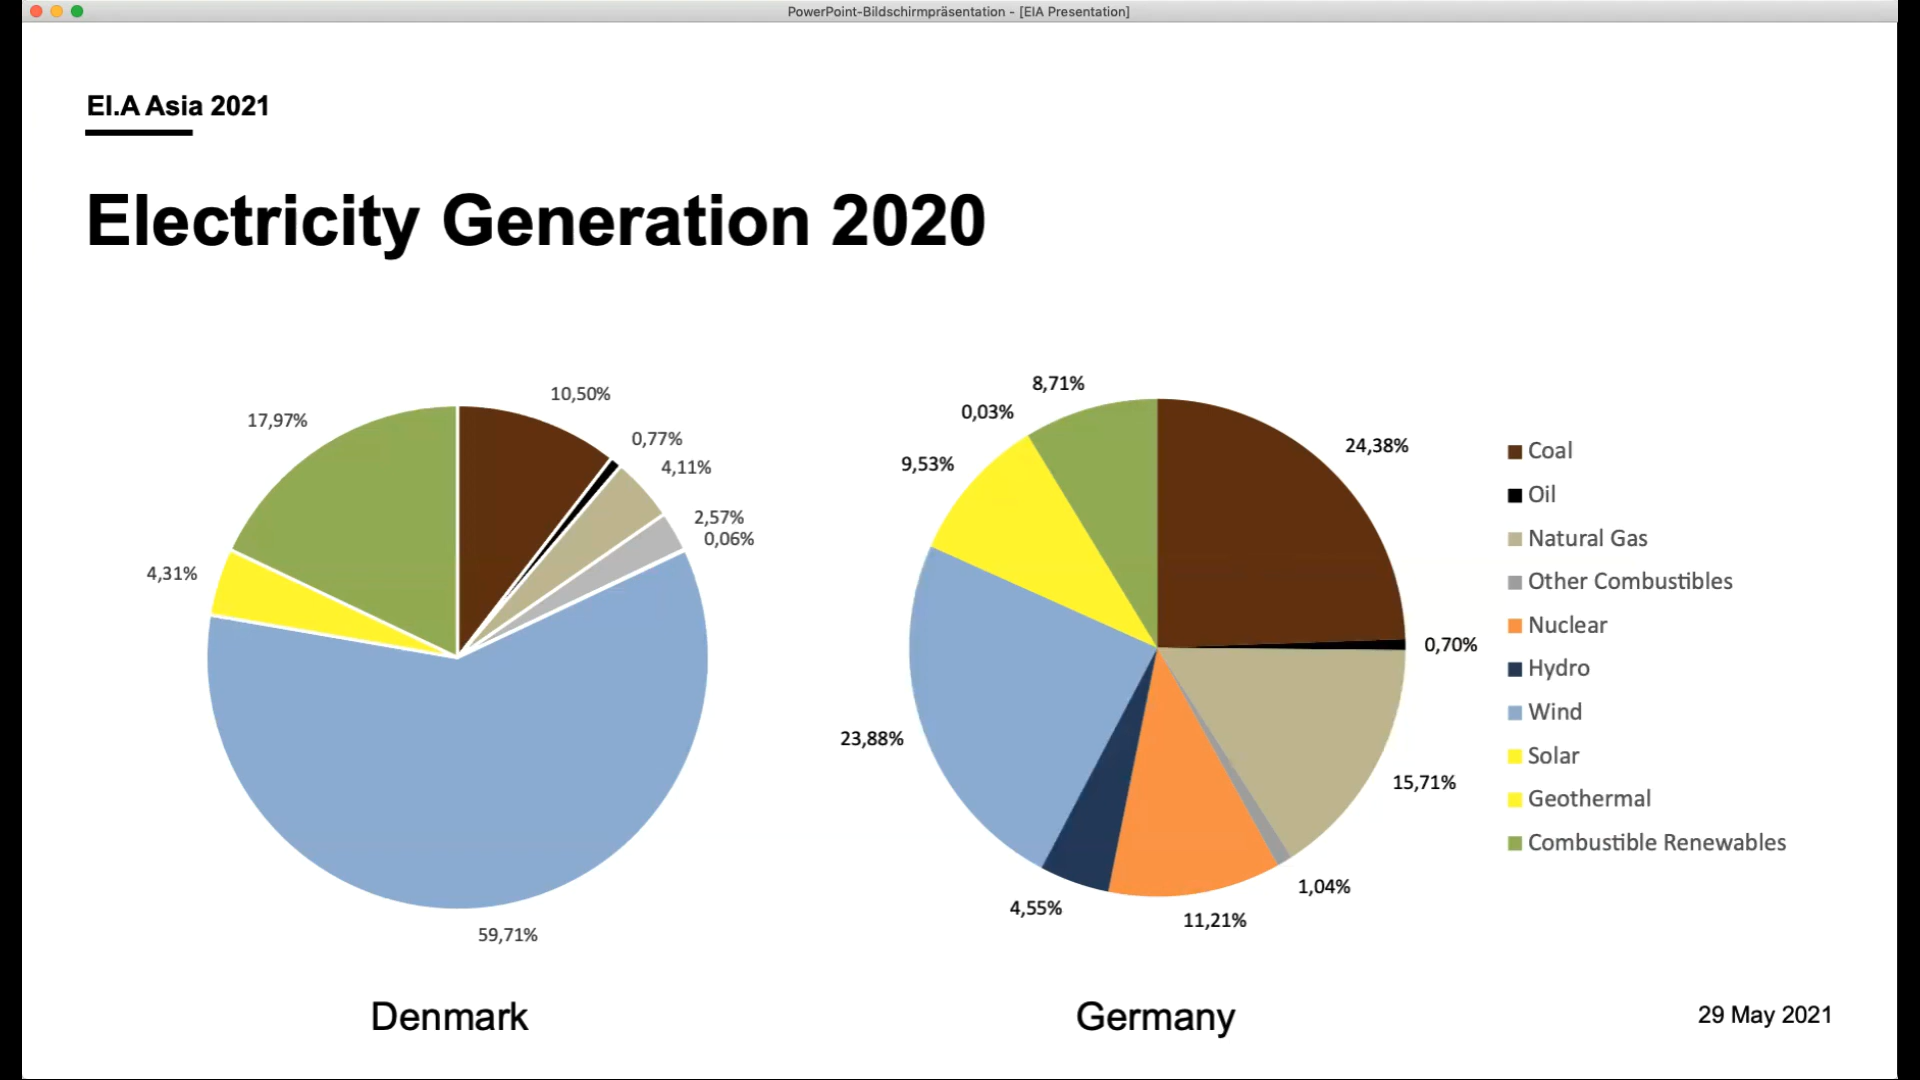 PowerPoint-Bildschirmpräsentation - [EIA Presentation]
EI.A Asia 2021
Electricity Generation 2020
10,50%
0,77%
4,11%
2,57%
0,06%
59,71%
4,31%
17,97%
Denmark
24,38%
0,70%
15,71%
1,04%
11,21%
4,55%
23,88%
9,53%
0,03%
8,71%
Germany
Coal
Oil
Natural Gas
Other Combustibles
Nuclear
Hydro
Wind
Solar
Geothermal
Combustible Renewables
29 May 2021